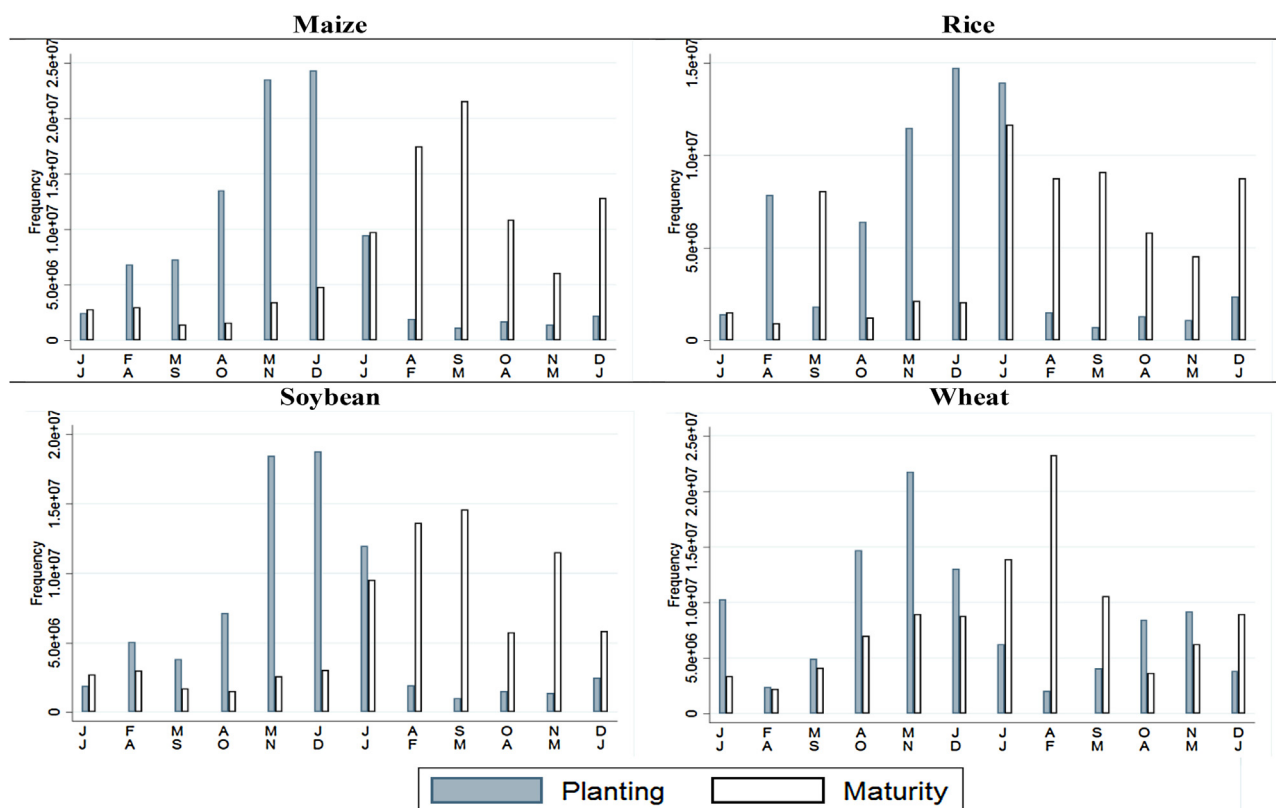 Maize
Rice
Frequency
0 5.0e+06 1.0e+07 1.5e+07 2.0e+07 2.5e+07
J F M A M J J A S O N D
J A S O N D J F M A M J
Frequency
0 5.0e+06 1.0e+07 1.5e+07
J F M A M J J A S O N D
J A S O N D J F M A M J
Soybean
Wheat
Frequency
0 5.0e+06 1.0e+07 1.5e+07 2.0e+07
J F M A M J J A S O N D
J A S O N D J F M A M J
Frequency
0 5.0e+06 1.0e+07 1.5e+07 2.0e+07 2.5e+07
J F M A M J J A S O N D
J A S O N D J F M A M J
Planting Maturity